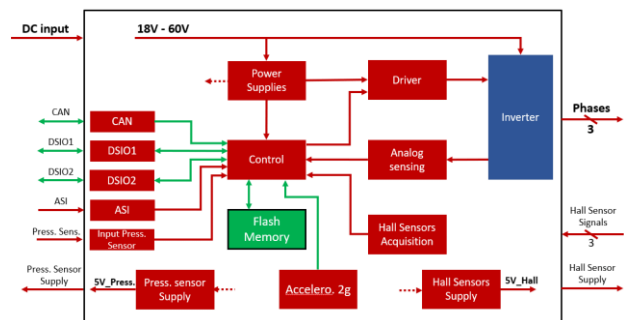 DC input
18V - 60V
Power
Supplies
Driver
Inverter
Phases
3
CAN
CAN
DSIO1
DSIO1
Control
Analog
sensing
DSIO2
DSIO2
ASI
ASI
Hall Sensor
Signals
3
Press. Sens.
Input Press.
Sensor
Flash
Memory
Hall Sensors
Acquisition
Press. Sensor
Supply
5V_Press.
Press. sensor
Supply
Accelero, 2g
Hall Sensors
Supply
5V_Hall
Hall Sensor
Supply